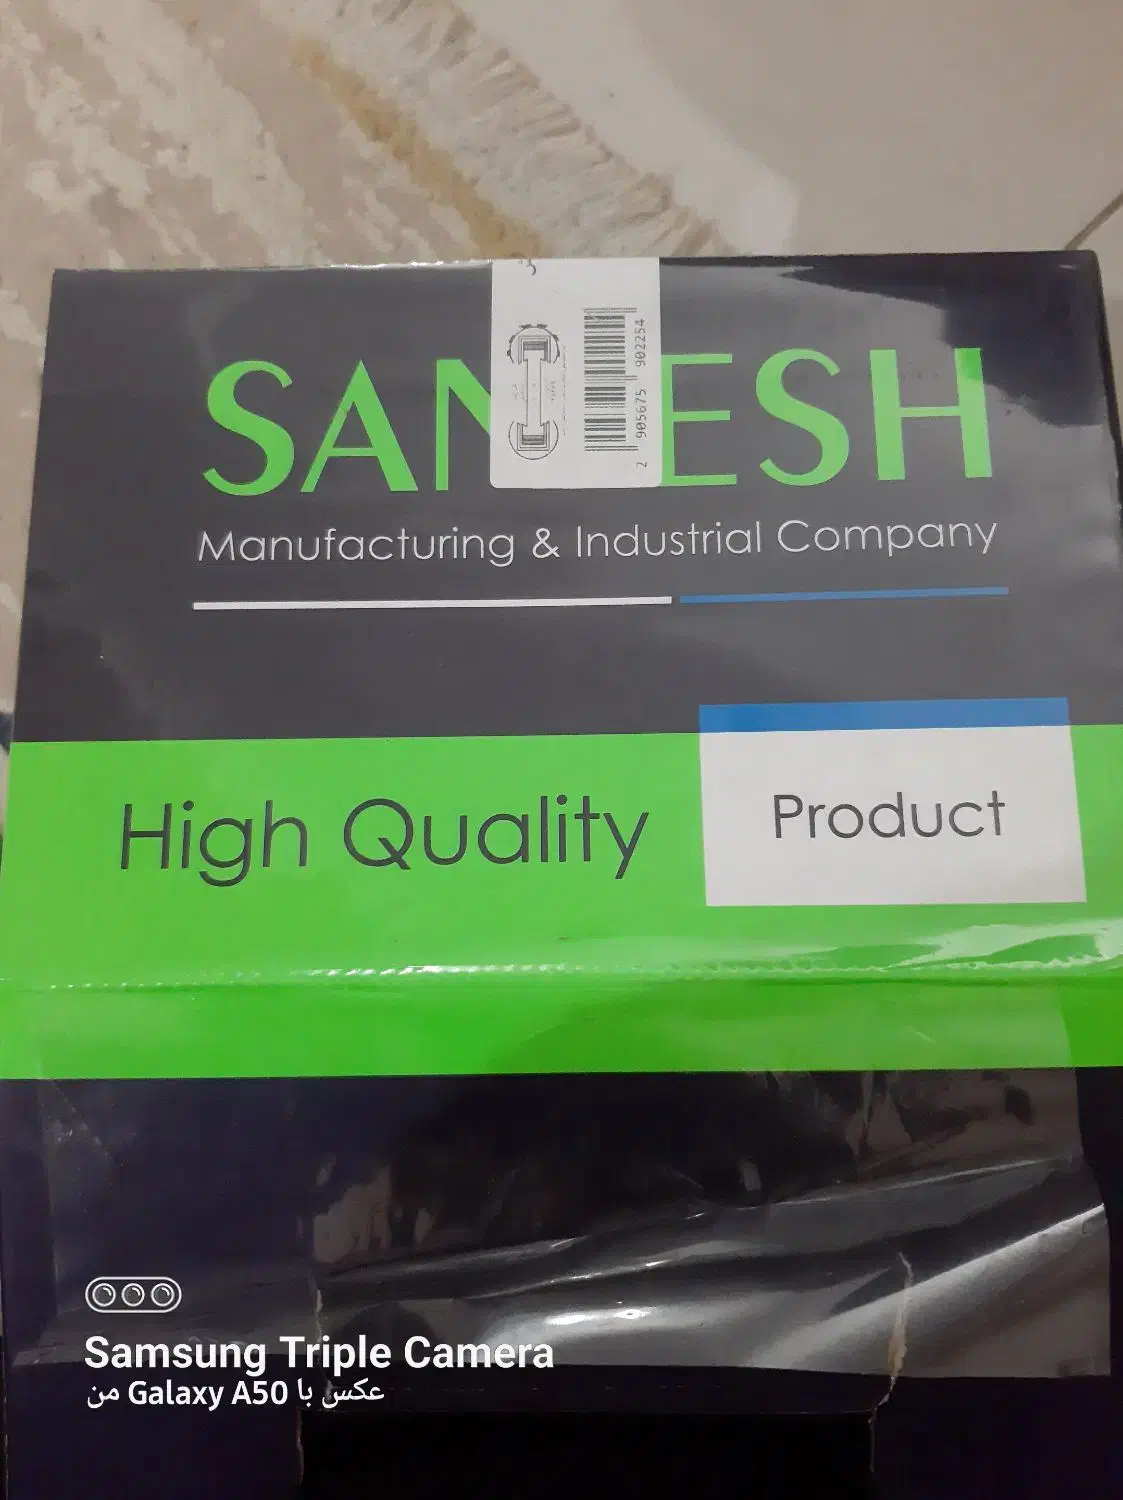 SAN ESH
2 905675 902254
Manufacturing & Industrial Company
High Quality
Product
Samsung Triple Camera
عکس با Galaxy A50 من